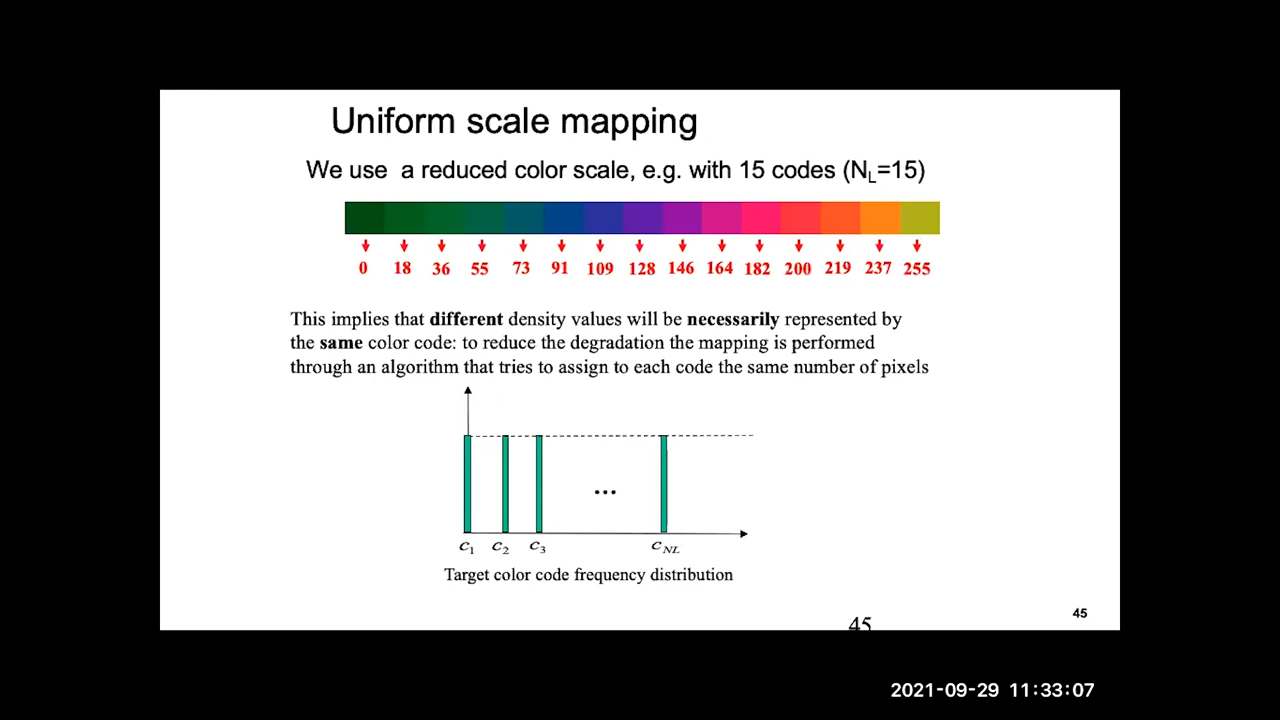 Uniform scale mapping
We use a reduced color scale, e.g. with 15 codes (NL=15)
0 18 36 55 73 91 109 128 146 164 182 200 219 237 255
This implies that different density values will be necessarily represented by
the same color code: to reduce the degradation the mapping is performed
through an algorithm that tries to assign to each code the same number of pixels
...
c1 c2 c3 cNL
Target color code frequency distribution
45
45
2021-09-29 11:33:07